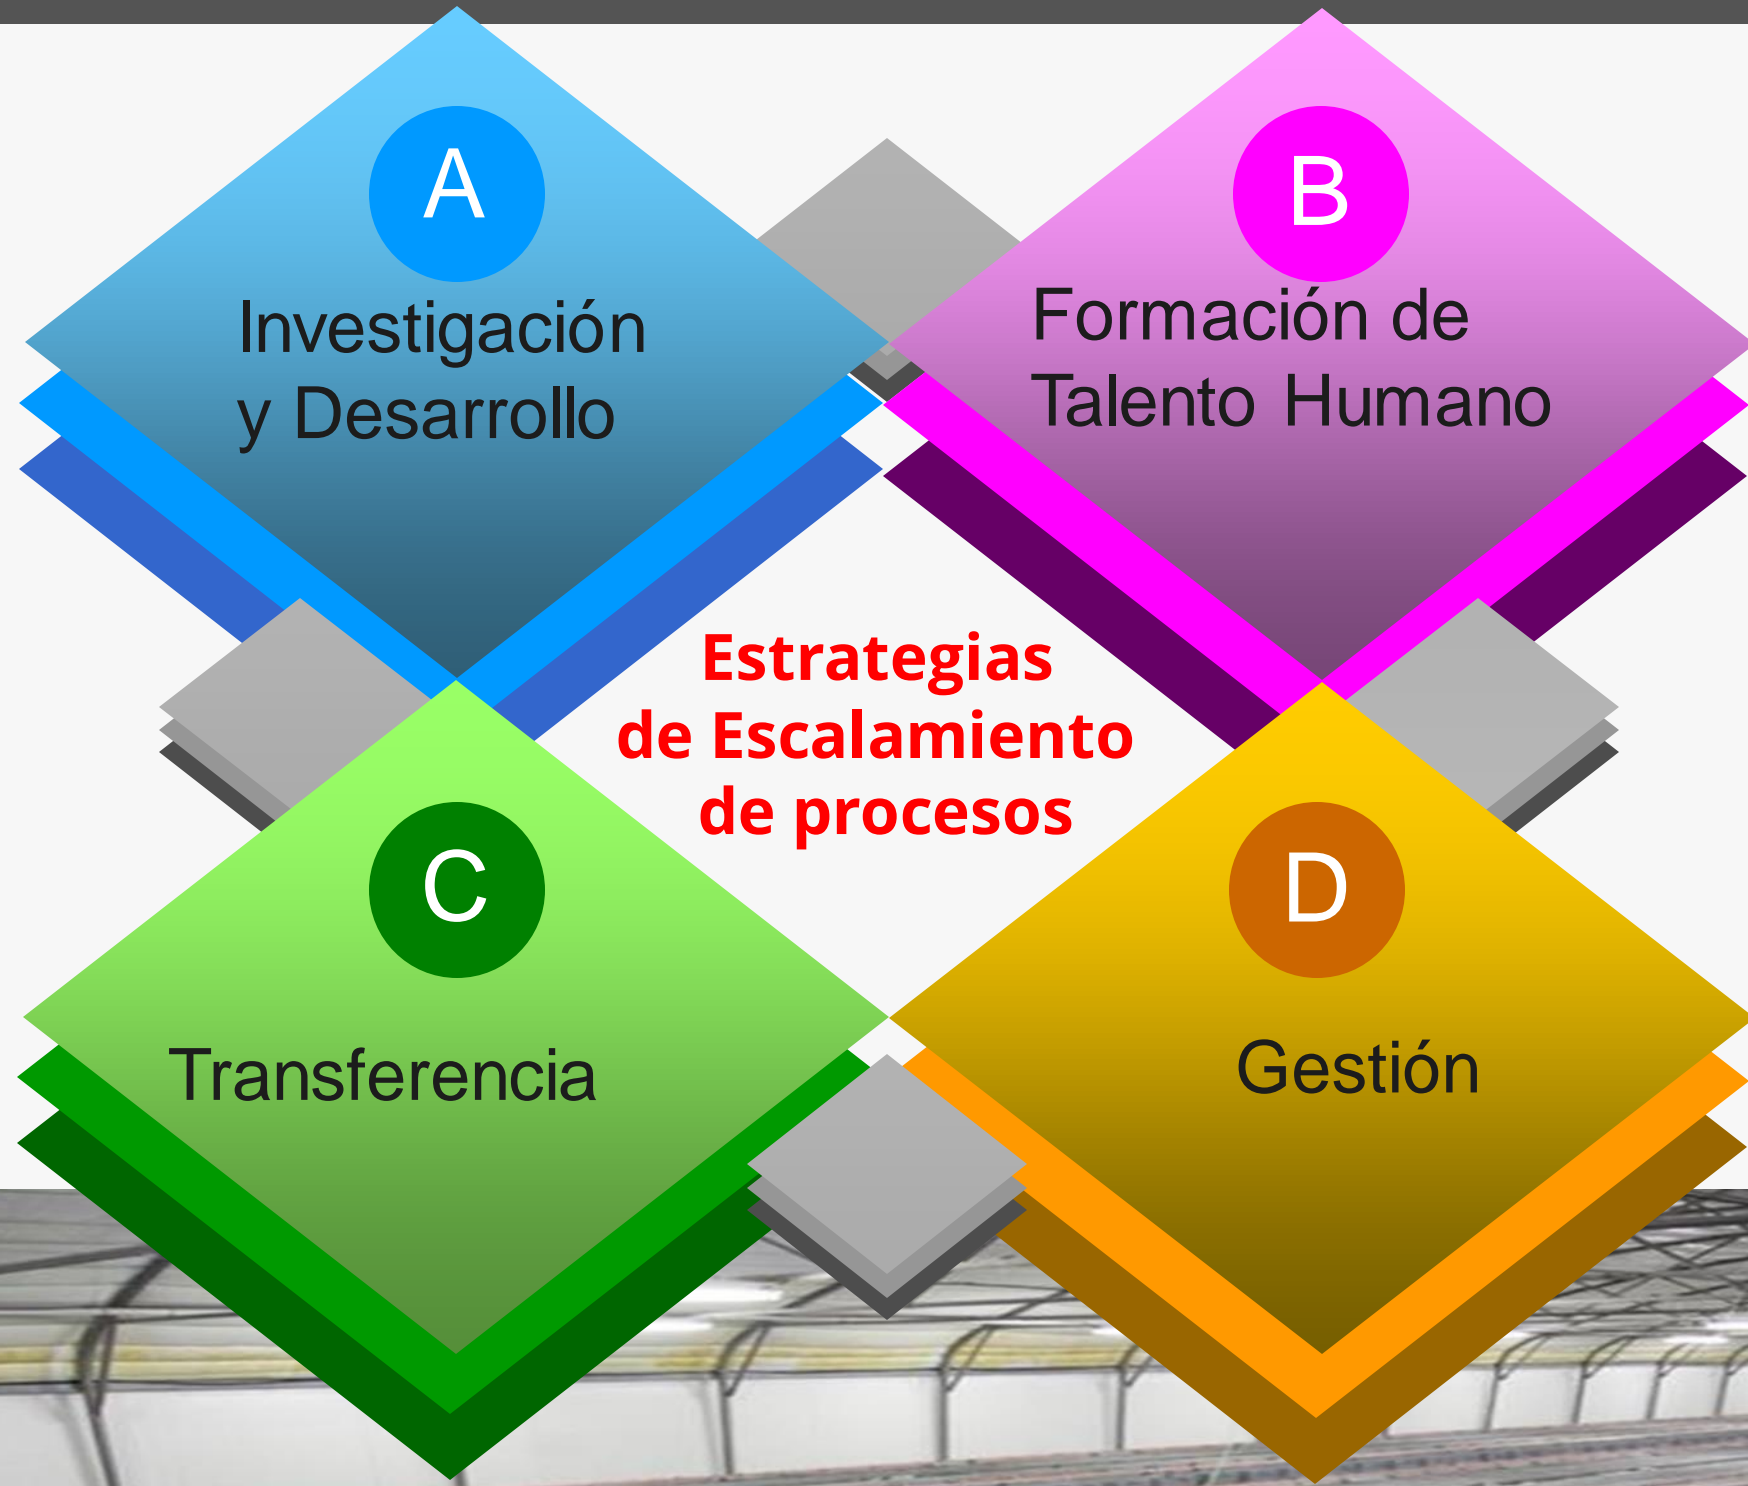 A
Investigación
y Desarrollo
B
Formación de
Talento Humano
Estrategias
de Escalamiento
de procesos
C
Transferencia
D
Gestión